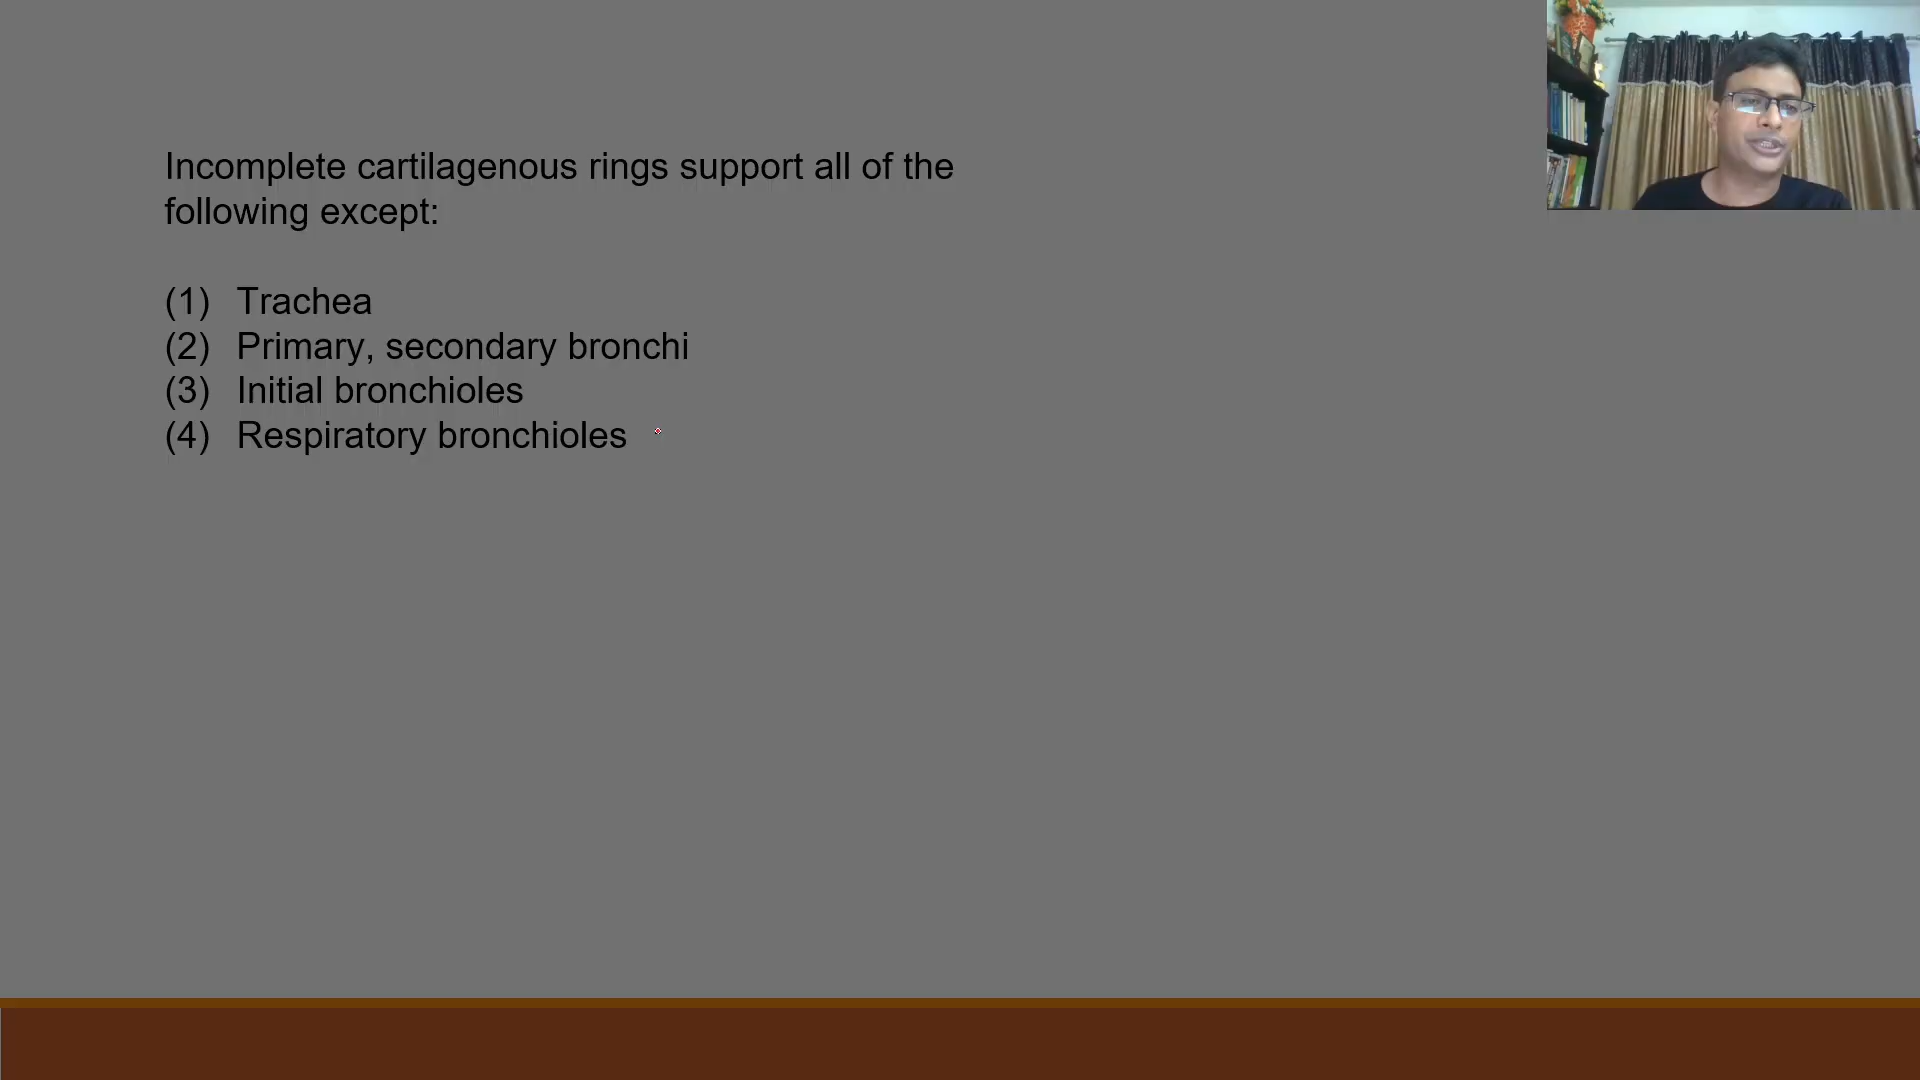 Incomplete cartilagenous rings support all of the
following except:
(1) Trachea
(2) Primary, secondary bronchi
(3) Initial bronchioles
(4) Respiratory bronchioles